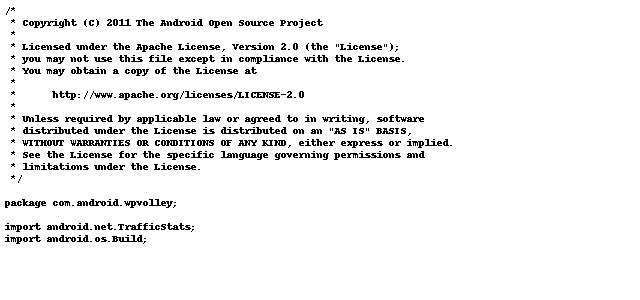 /*
 * Copyright (C) 2011 The Android Open Source Project
 *
 * Licensed under the Apache License, Version 2.0 (the "License");
 * you may not use this file except in compliance with the License.
 * You may obtain a copy of the License at
 *
 *      http://www.apache.org/licenses/LICENSE-2.0
 *
 * Unless required by applicable law or agreed to in writing, software
 * distributed under the License is distributed on an "AS IS" BASIS,
 * WITHOUT WARRANTIES OR CONDITIONS OF ANY KIND, either express or implied.
 * See the License for the specific language governing permissions and
 * limitations under the License.
 */

package com.android.wpvolley;

import android.net.TrafficStats;
import android.os.Build;